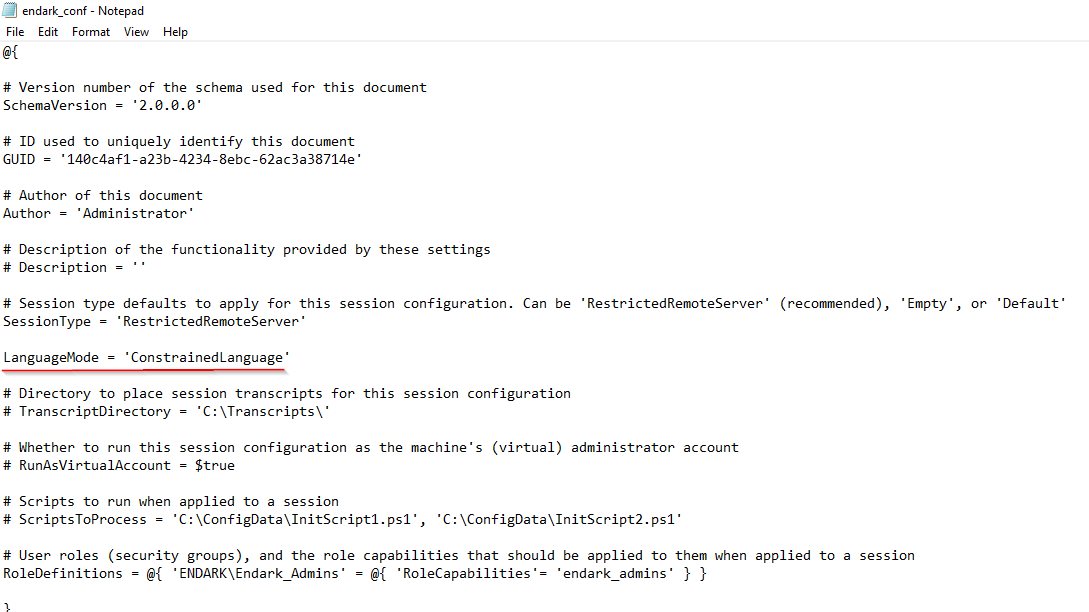 endark_conf - Notepad
File Edit Format View Help
@{
# Version number of the schema used for this document
SchemaVersion = '2.0.0.0'
# ID used to uniquely identify this document
GUID = '140c4af1-a23b-4234-8ebc-62ac3a38714e'
# Author of this document
Author = 'Administrator'
# Description of the functionality provided by these settings
# Description = ''
# Session type defaults to apply for this session configuration. Can be 'RestrictedRemoteServer' (recommended), 'Empty', or 'Default'
SessionType = 'RestrictedRemoteServer'
LanguageMode = 'ConstrainedLanguage'
# Directory to place session transcripts for this session configuration
# TranscriptDirectory = 'C:\Transcripts\'
# Whether to run this session configuration as the machine's (virtual) administrator account
# RunAsVirtualAccount = $true
# Scripts to run when applied to a session
# ScriptsToProcess = 'C:\ConfigData\InitScript1.ps1', 'C:\ConfigData\InitScript2.ps1'
# User roles (security groups), and the role capabilities that should be applied to them when applied to a session
RoleDefinitions = @{ 'ENDARK\Endark_Admins' = @{ 'RoleCapabilities'= 'endark_admins' } }
}